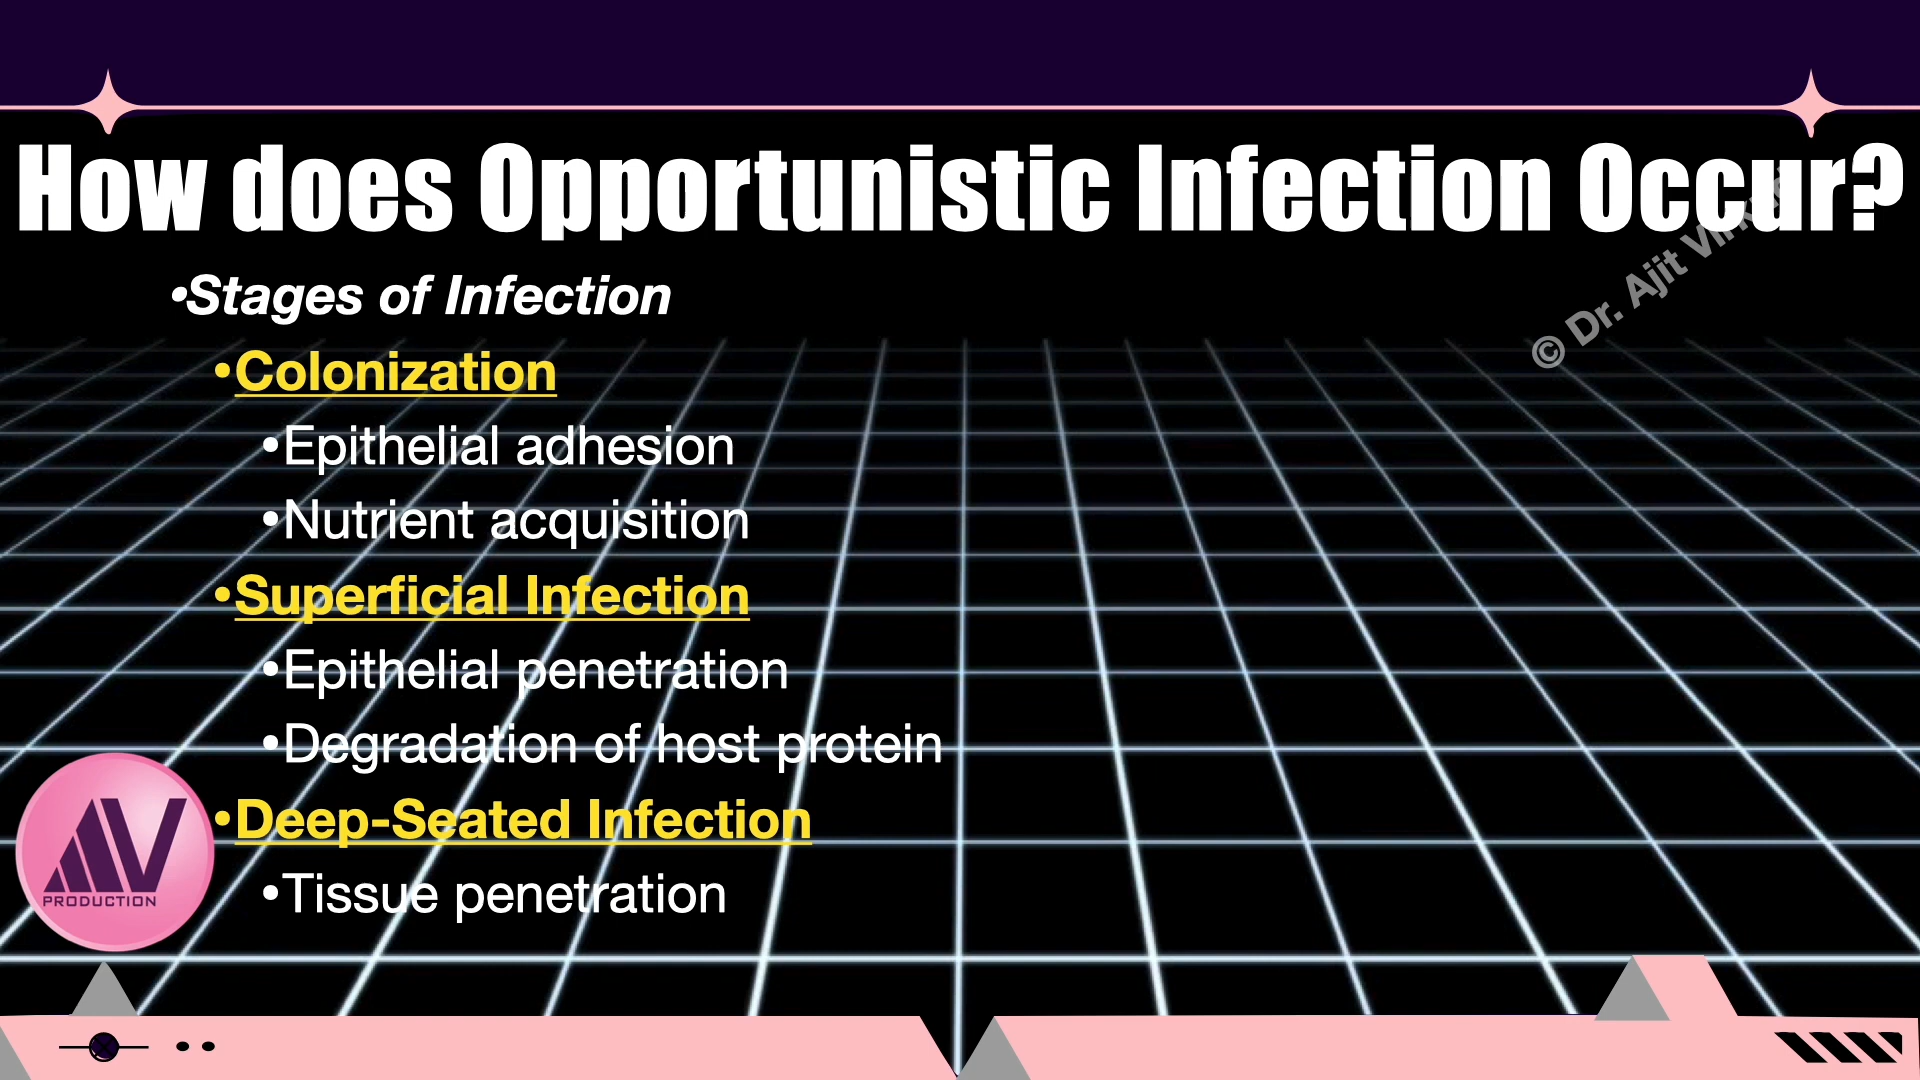 How does Opportunistic Infection Occur?
© Dr. Ajit
•Stages of Infection
•Colonization
•Epithelial adhesion
•Nutrient acquisition
•Superficial Infection
•Epithelial penetration
•Degradation of host protein
•Deep-Seated Infection
•Tissue penetration
AV
PRODUCTION